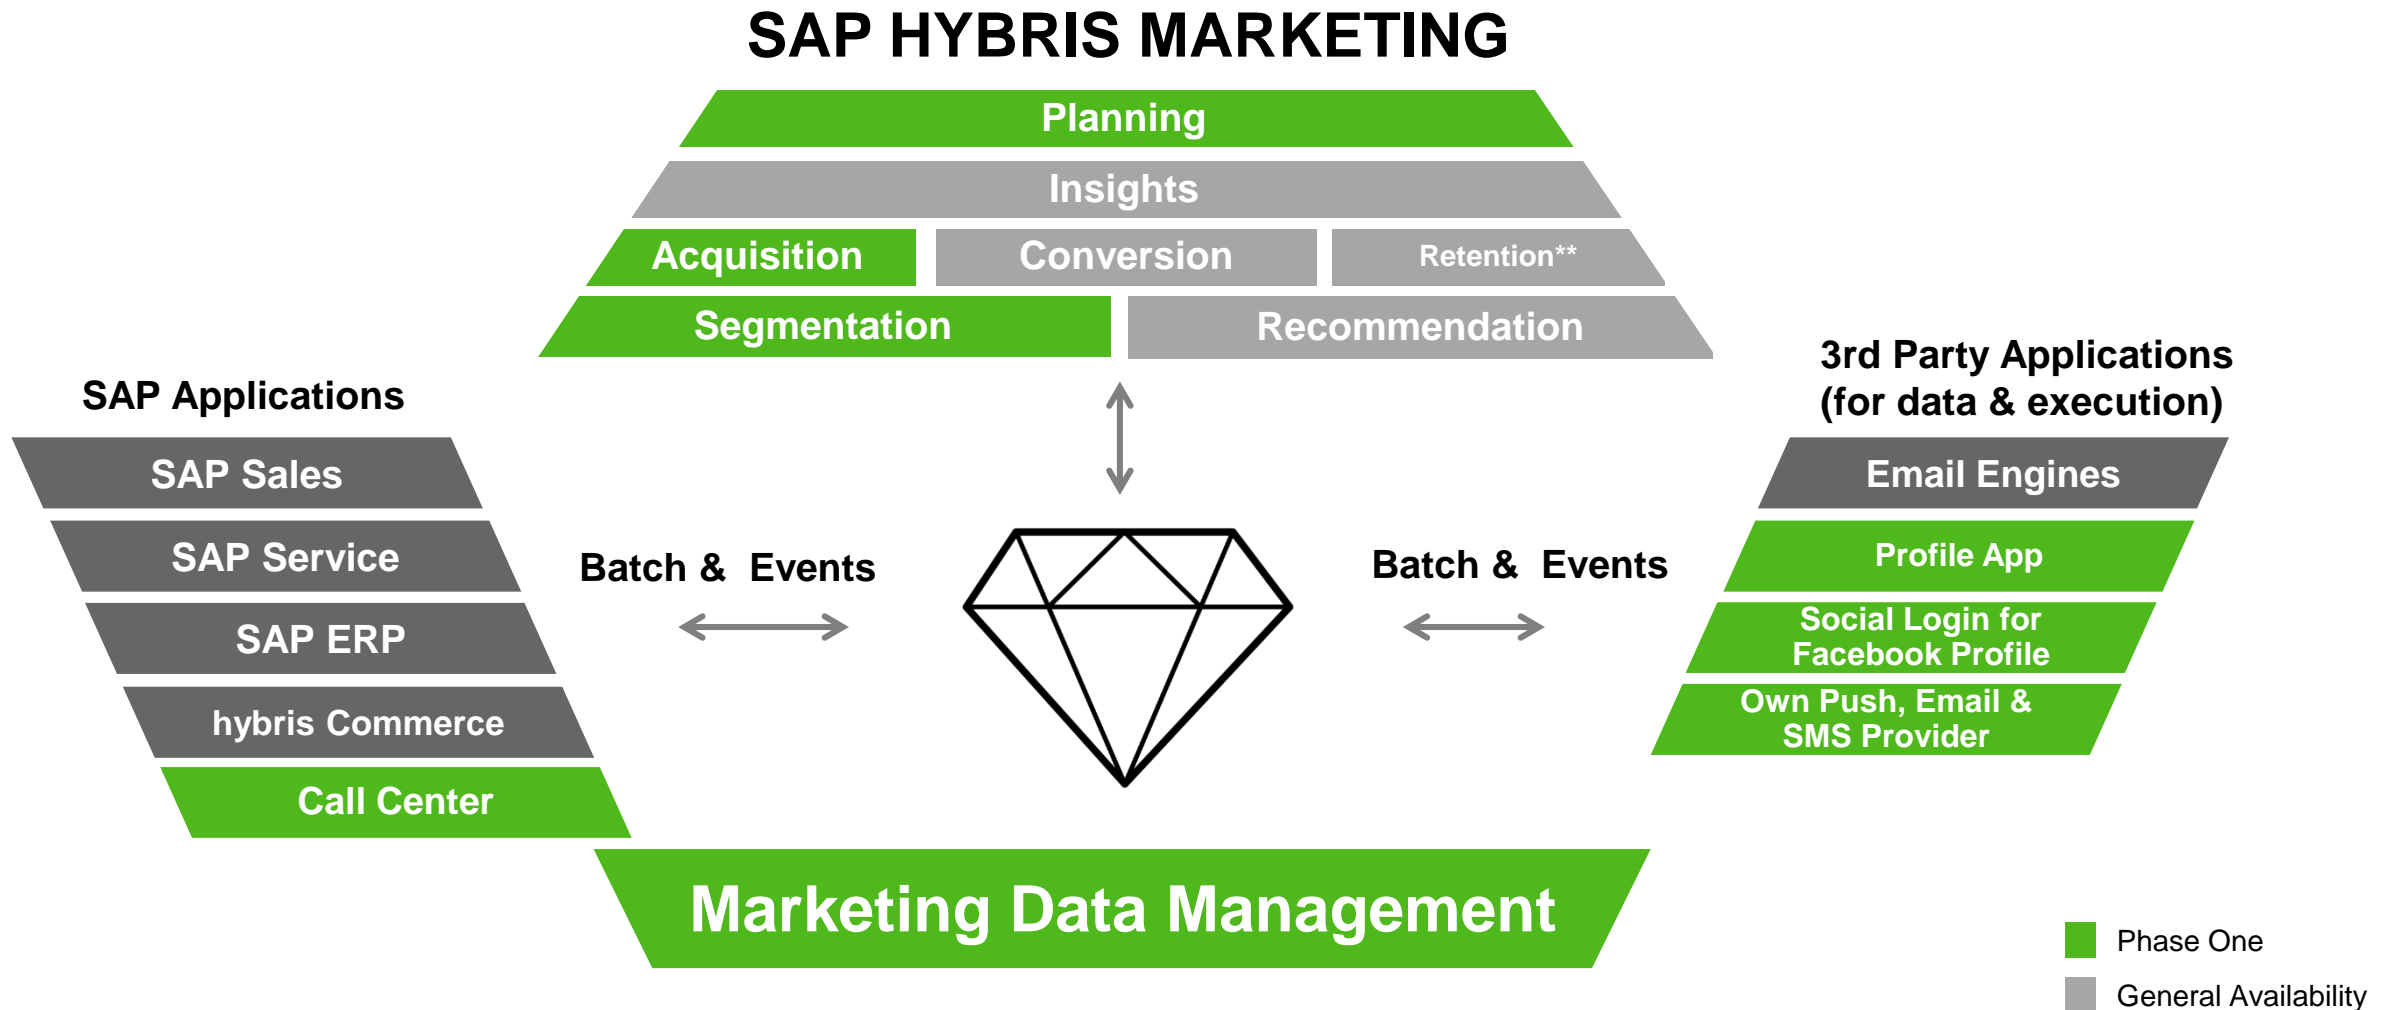 SAP HYBRIS MARKETING
Planning
Insights
Acquisition
Conversion
Retention**
Segmentation
Recommendation
SAP Applications
SAP Sales
SAP Service
SAP ERP
hybris Commerce
Call Center
Batch & Events
Batch & Events
3rd Party Applications
(for data & execution)
Email Engines
Profile App
Social Login for
Facebook Profile
Own Push, Email &
SMS Provider
Marketing Data Management
Phase One
General Availability